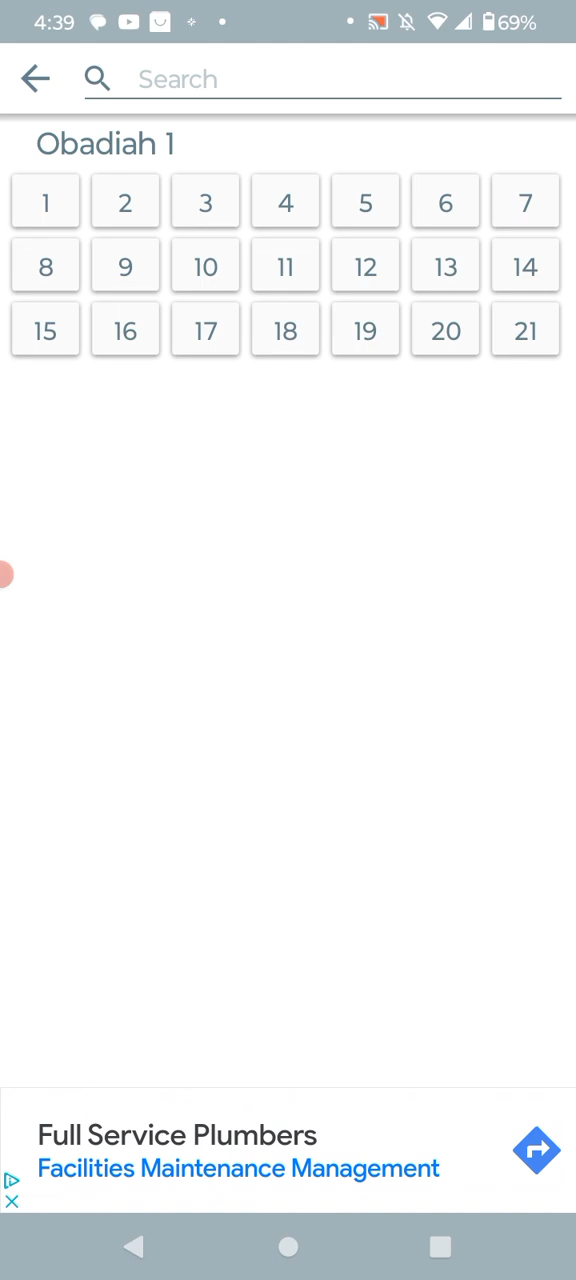 4:39 69%
Search
Obadiah 1
1 2 3 4 5 6 7
8 9 10 11 12 13 14
15 16 17 18 19 20 21
Full Service Plumbers
Facilities Maintenance Management